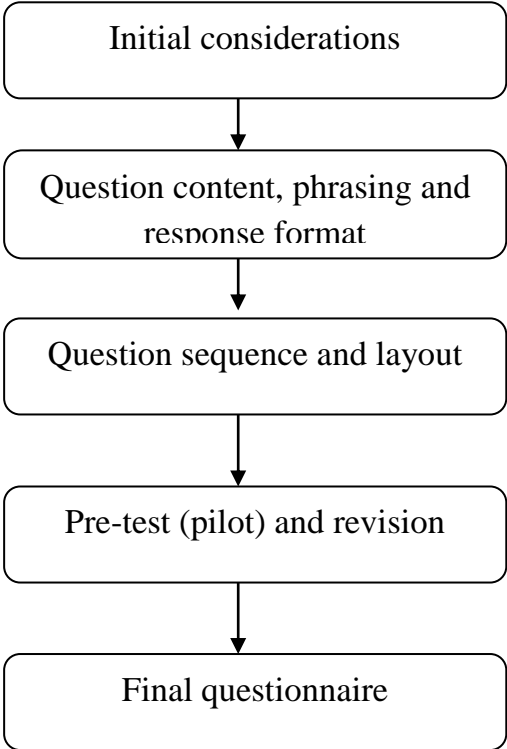 Initial considerations
Question content, phrasing and
response format
Question sequence and layout
Pre-test (pilot) and revision
Final questionnaire